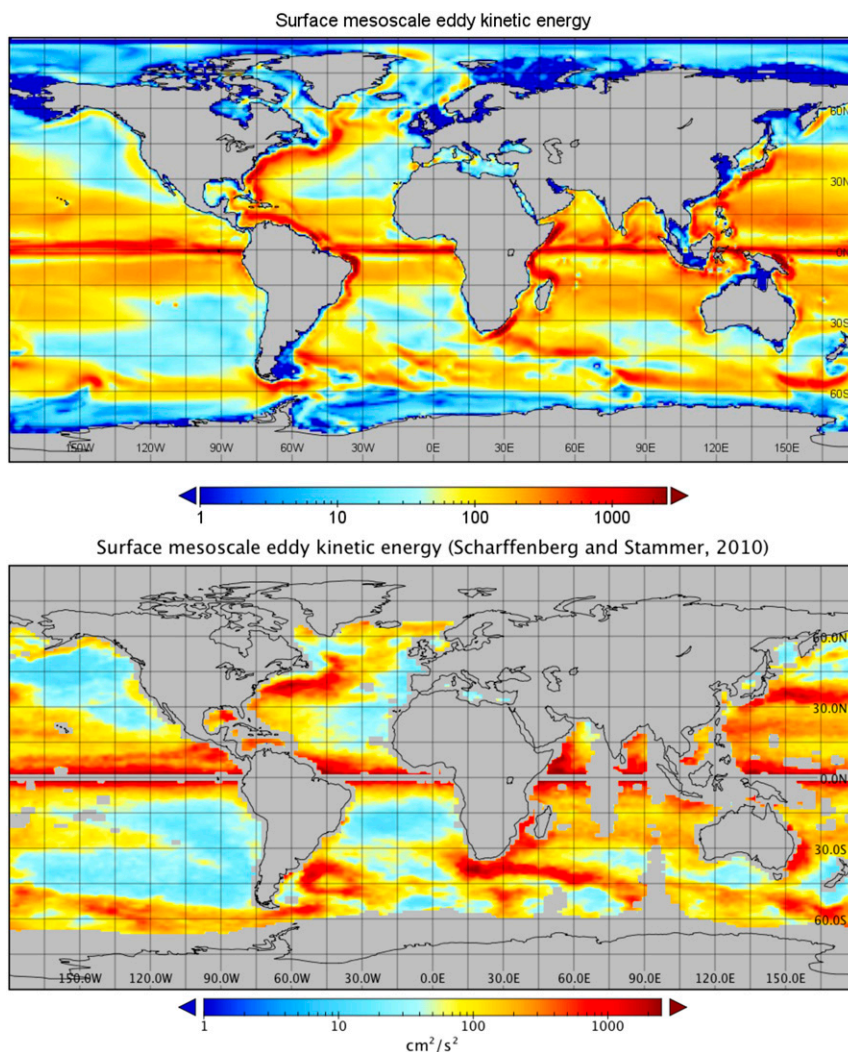 Surface mesoscale eddy kinetic energy
60N
30N
0N
30S
60S
150W 120W 90W 60W 30W 0E 30E 60E 90E 120E 150E
1 10 100 1000
Surface mesoscale eddy kinetic energy (Scharffenberg and Stammer, 2010)
60.0N
30.0N
0.0N
30.0S
60.0S
150.0W 120.0W 90.0W 60.0W 30.0W 0.0E 30.0E 60.0E 90.0E 120.0E 150.0E
1 10 100 1000
cm²/s²